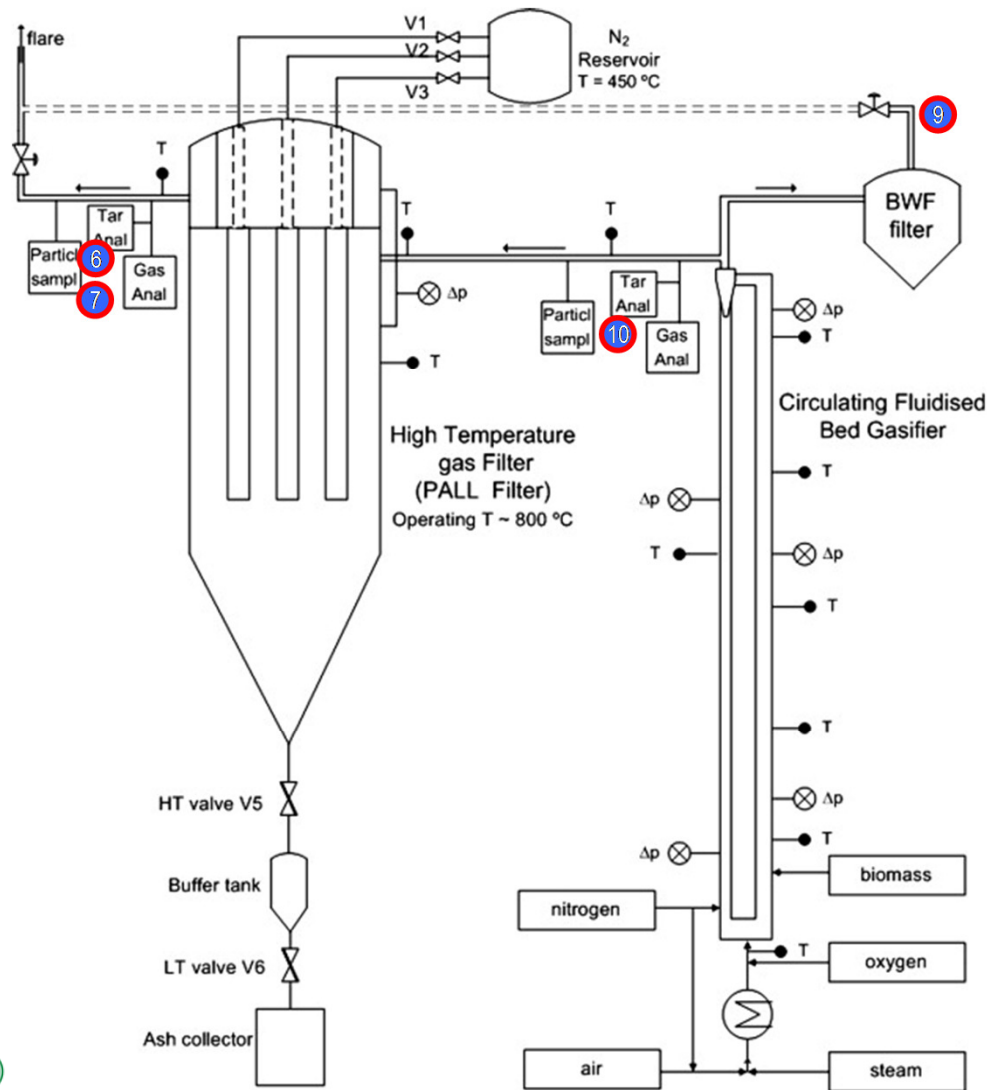 flare
V1
V2
V3
N₂
Reservoir
T = 450 ºC
9
T
BWF
filter
Tar
Anal
Particl
sampl
6
7
Gas
Anal
T
T
Δp
T
Tar
Anal
Particl
sampl
10
Gas
Anal
Δp
T
High Temperature
gas Filter
(PALL Filter)
Operating T ~ 800 ºC
Circulating Fluidised
Bed Gasifier
T
Δp
T
Δp
T
T
HT valve V5
Δp
T
Δp
Buffer tank
biomass
nitrogen
LT valve V6
T
oxygen
Ash collector
air
steam